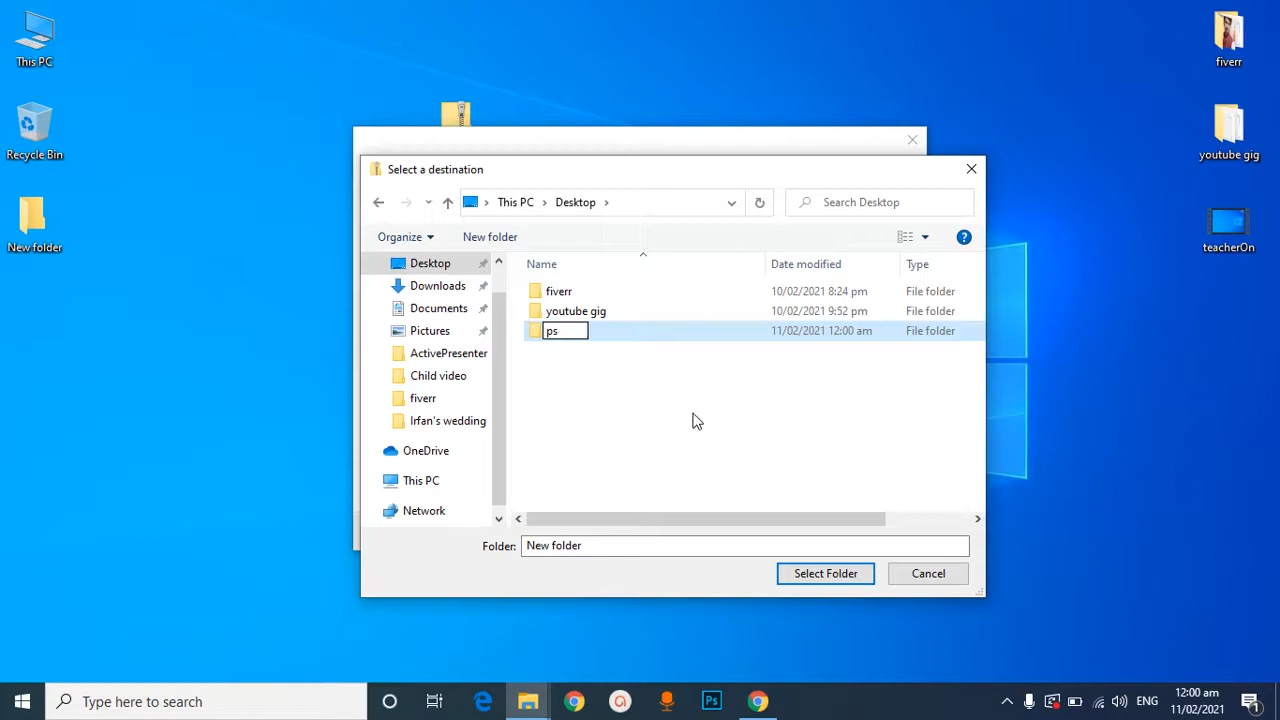 This PC
fiverr
Recycle Bin
youtube gig
New folder
teacherOn
Select a destination
This PC
Desktop
Search Desktop
Organize
New folder
Name
Date modified
Type
Desktop
Downloads
Documents
Pictures
ActivePresenter
Child video
fiverr
Irfan's wedding
OneDrive
This PC
Network
fiverr 10/02/2021 8:24 pm File folder
youtube gig 10/02/2021 9:52 pm File folder
ps 11/02/2021 12:00 am File folder
Folder: New folder
Select Folder
Cancel
Type here to search
Ps
ENG
12:00 am
11/02/2021
1